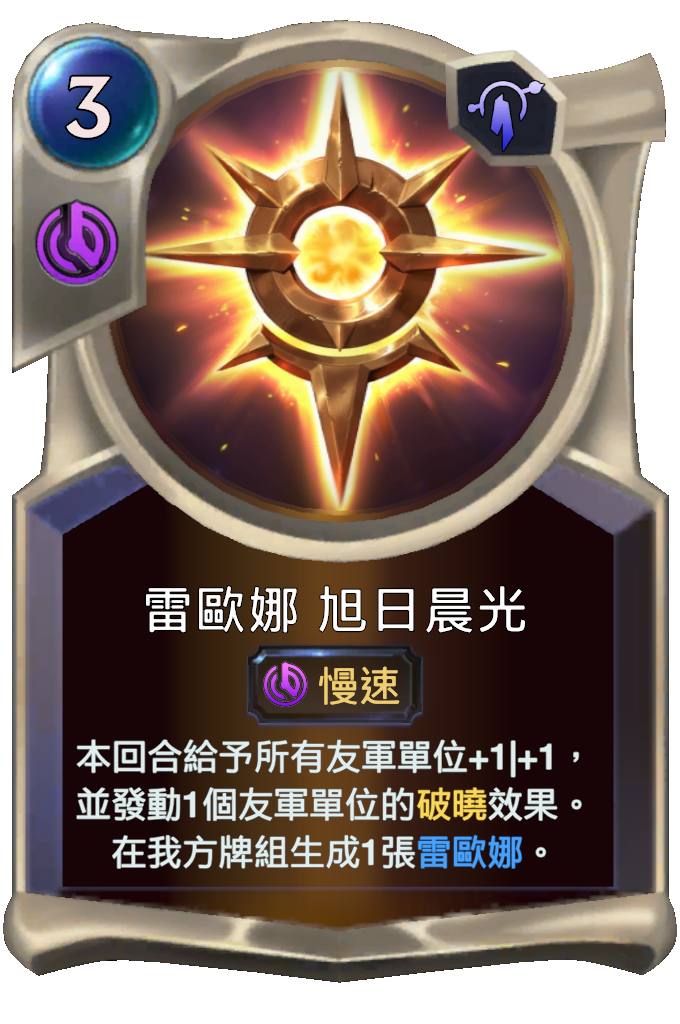 3
雷歐娜 旭日晨光
慢速
本回合給予所有友軍單位+1|+1，
並發動1個友軍單位的破曉效果。
在我方牌組生成1張雷歐娜。